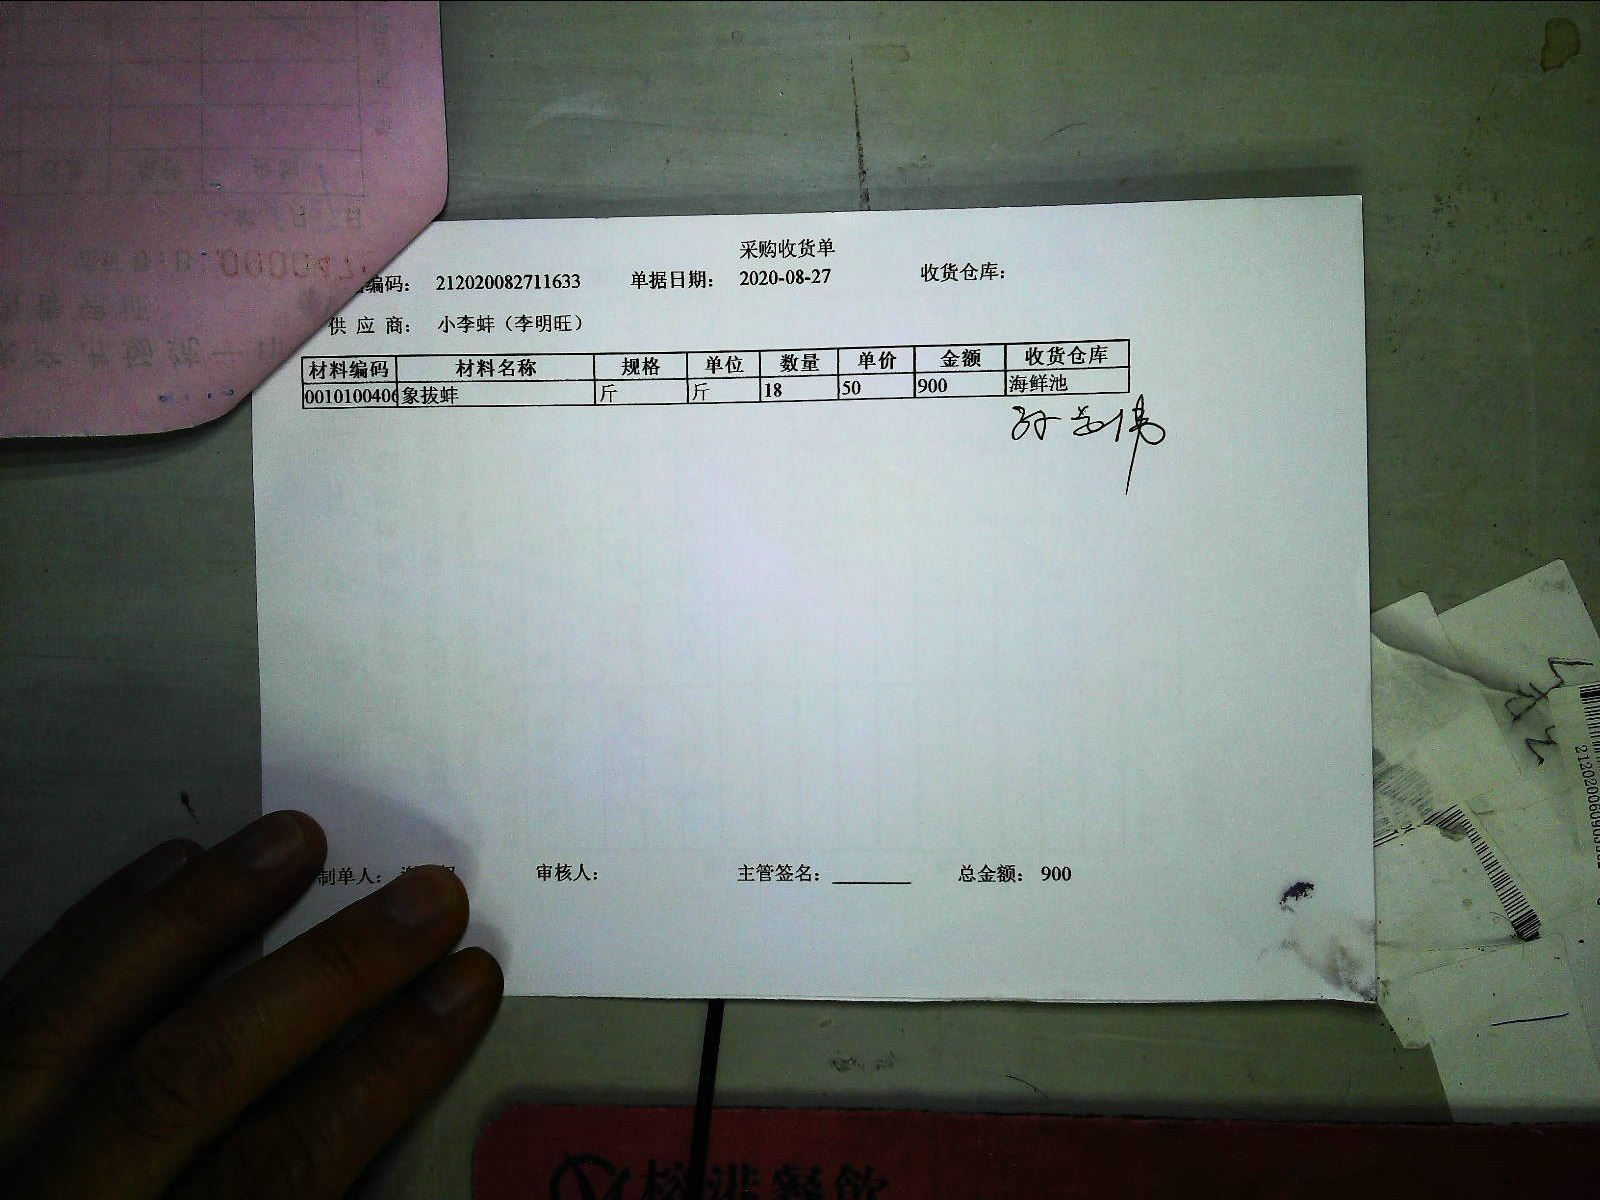 采购收货单
编码： 212020082711633 单据日期： 2020-08-27 收货仓库：
供 应 商： 小李蚌（李明旺）
材料编码 材料名称 规格 单位 数量 单价 金额 收货仓库
0010100406 象拔蚌 斤 斤 18 50 900 海鲜池
制单人： 审核人： 主管签名： 总金额： 900